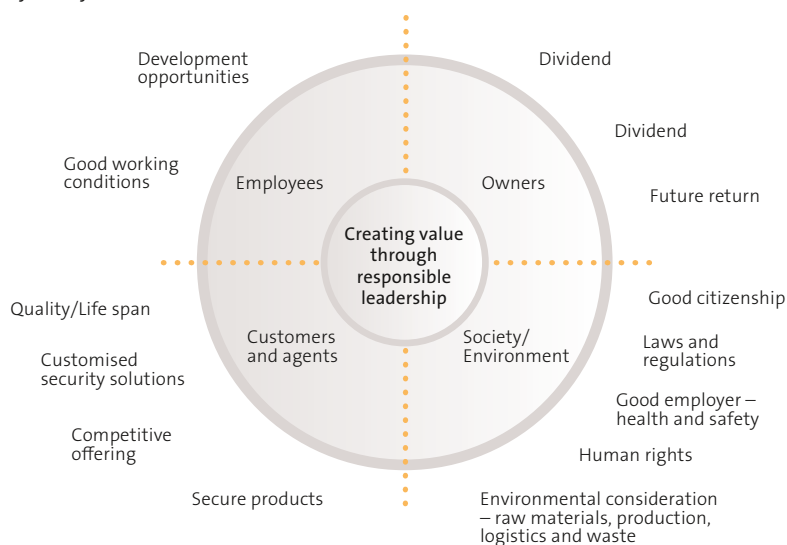 Development
opportunities
Dividend
Dividend
Good working
conditions
Employees
Owners
Future return
Creating value
through
responsible
leadership
Quality/Life span
Good citizenship
Customers
and agents
Society/
Environment
Laws and
regulations
Customised
security solutions
Good employer –
health and safety
Competitive
offering
Human rights
Secure products
Environmental consideration
– raw materials, production,
logistics and waste